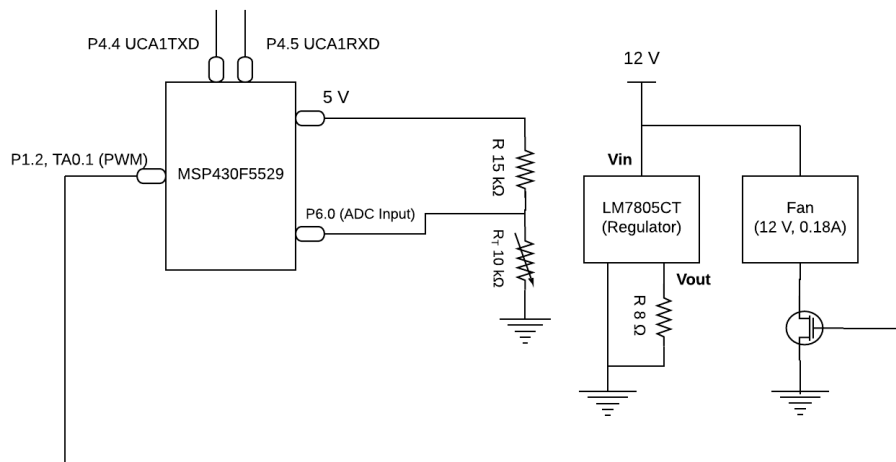 P4.4 UCA1TXD
P4.5 UCA1RXD
5 V
P1.2, TA0.1 (PWM)
MSP430F5529
R 15 kΩ
P6.0 (ADC Input)
R_T 10 kΩ
12 V
Vin
LM7805CT
(Regulator)
Fan
(12 V, 0.18A)
Vout
R 8 Ω